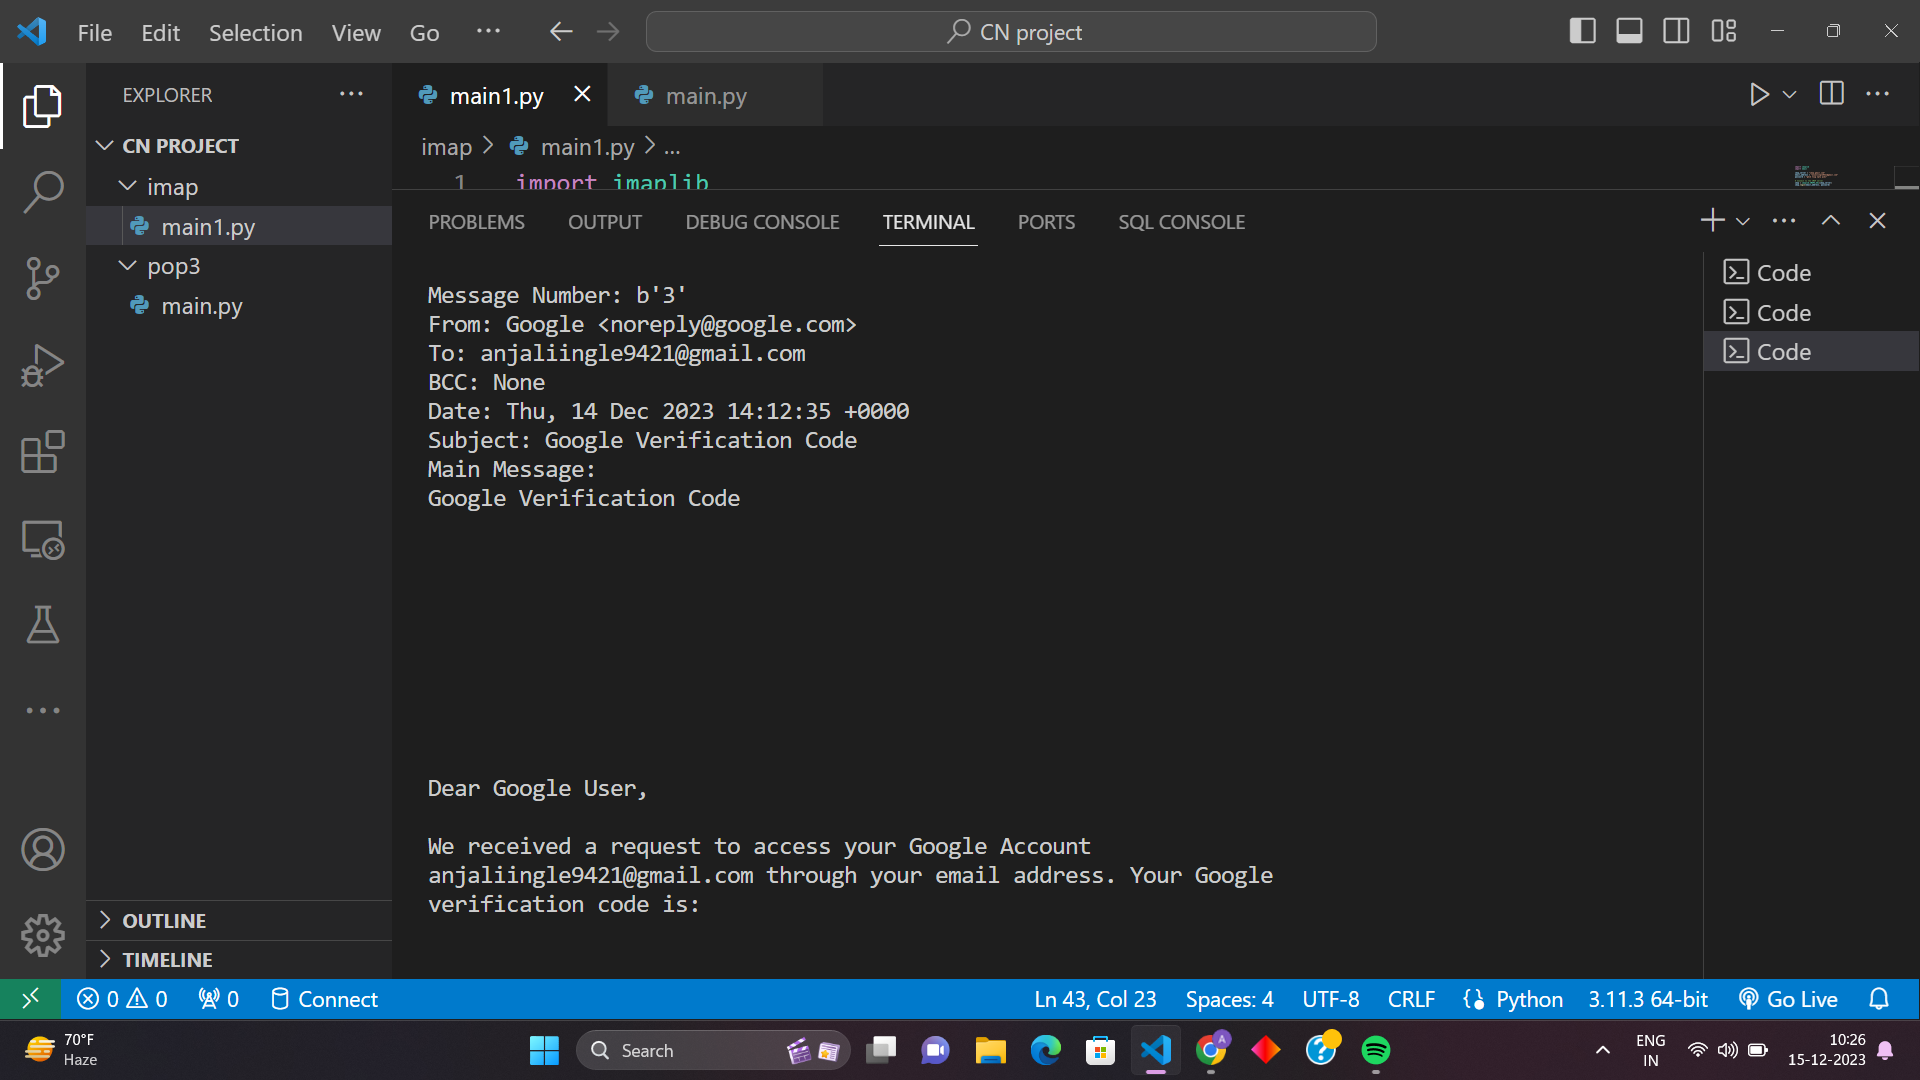 File Edit Selection View Go ···
CN project
EXPLORER ···
CN PROJECT
imap
main1.py
pop3
main.py
OUTLINE
TIMELINE
main1.py
main.py
imap > main1.py > ...
1 import imaplib
PROBLEMS OUTPUT DEBUG CONSOLE TERMINAL PORTS SQL CONSOLE
Message Number: b'3'
From: Google <noreply@google.com>
To: anjaliingle9421@gmail.com
BCC: None
Date: Thu, 14 Dec 2023 14:12:35 +0000
Subject: Google Verification Code
Main Message:
Google Verification Code
Dear Google User,
We received a request to access your Google Account
anjaliingle9421@gmail.com through your email address. Your Google
verification code is:
Code
Code
Code
0 0 0 Connect
Ln 43, Col 23 Spaces: 4 UTF-8 CRLF Python 3.11.3 64-bit Go Live
70°F
Haze
Search
A
ENG
IN
10:26
15-12-2023